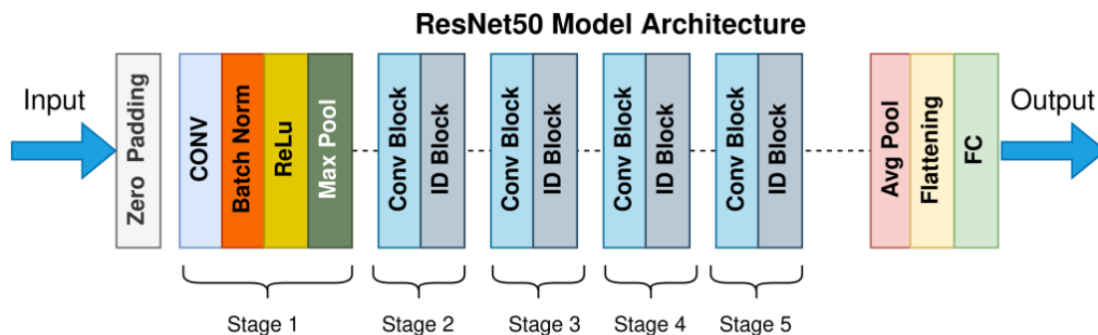 ResNet50 Model Architecture
Input
Zero Padding
CONV
Batch Norm
ReLu
Max Pool
Conv Block
ID Block
Conv Block
ID Block
Conv Block
ID Block
Conv Block
ID Block
Avg Pool
Flattening
FC
Output
Stage 1
Stage 2
Stage 3
Stage 4
Stage 5